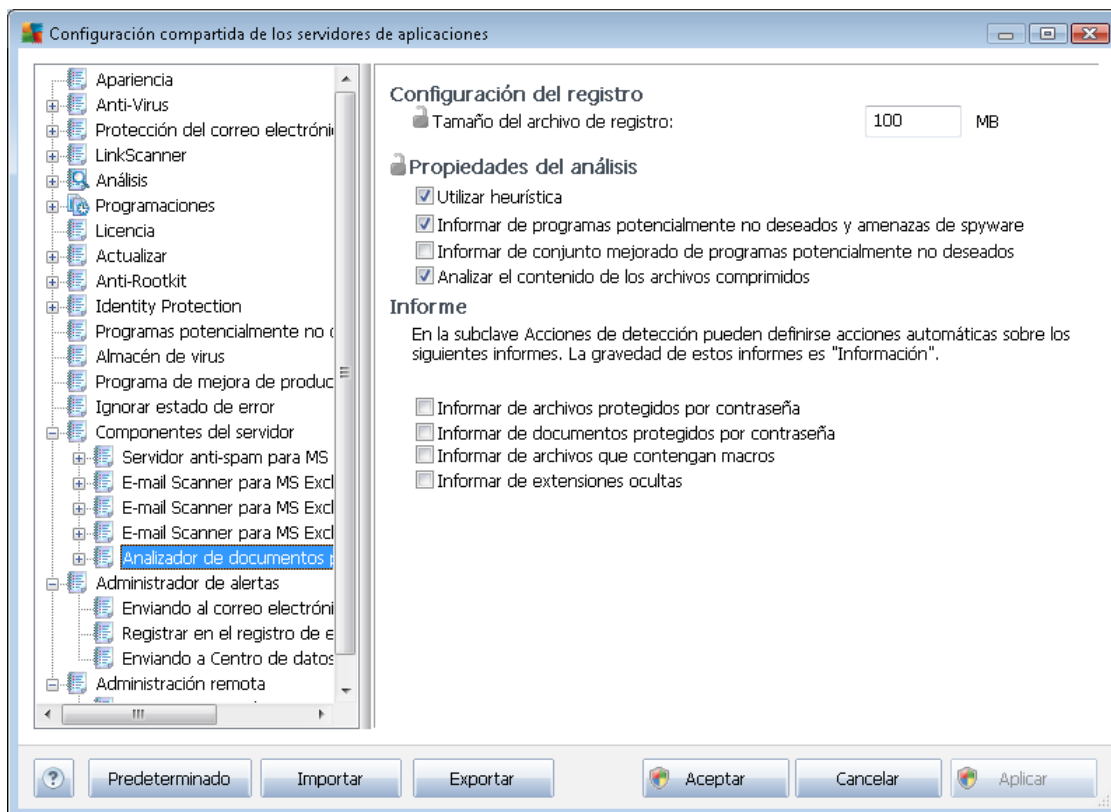 Configuración compartida de los servidores de aplicaciones
Apariencia
Anti-Virus
Protección del correo electróni
LinkScanner
Análisis
Programaciones
Licencia
Actualizar
Anti-Rootkit
Identity Protection
Programas potencialmente no d
Almacén de virus
Programa de mejora de produc
Ignorar estado de error
Componentes del servidor
Servidor anti-spam para MS
E-mail Scanner para MS Excl
E-mail Scanner para MS Excl
E-mail Scanner para MS Excl
Analizador de documentos p
Administrador de alertas
Enviando al correo electróni
Registrar en el registro de e
Enviando a Centro de datos
Administración remota
Configuración del registro
Tamaño del archivo de registro: 100 MB
Propiedades del análisis
Utilizar heurística
Informar de programas potencialmente no deseados y amenazas de spyware
Informar de conjunto mejorado de programas potencialmente no deseados
Analizar el contenido de los archivos comprimidos
Informe
En la subclave Acciones de detección pueden definirse acciones automáticas sobre los
siguientes informes. La gravedad de estos informes es "Información".
Informar de archivos protegidos por contraseña
Informar de documentos protegidos por contraseña
Informar de archivos que contengan macros
Informar de extensiones ocultas
? Predeterminado Importar Exportar Aceptar Cancelar Aplicar